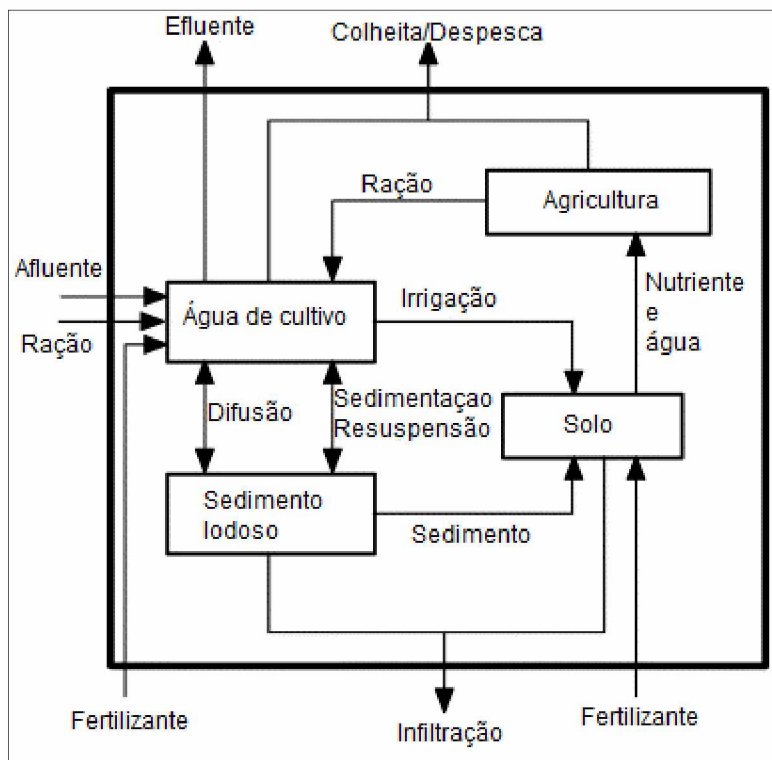 Efluente
Colheita/Despesca
Ração
Agricultura
Afluente
Água de cultivo
Irrigação
Nutriente
e
água
Ração
Difusão
Sedimentaçao
Resuspensão
Solo
Sedimento
lodoso
Sedimento
Fertilizante
Infiltração
Fertilizante